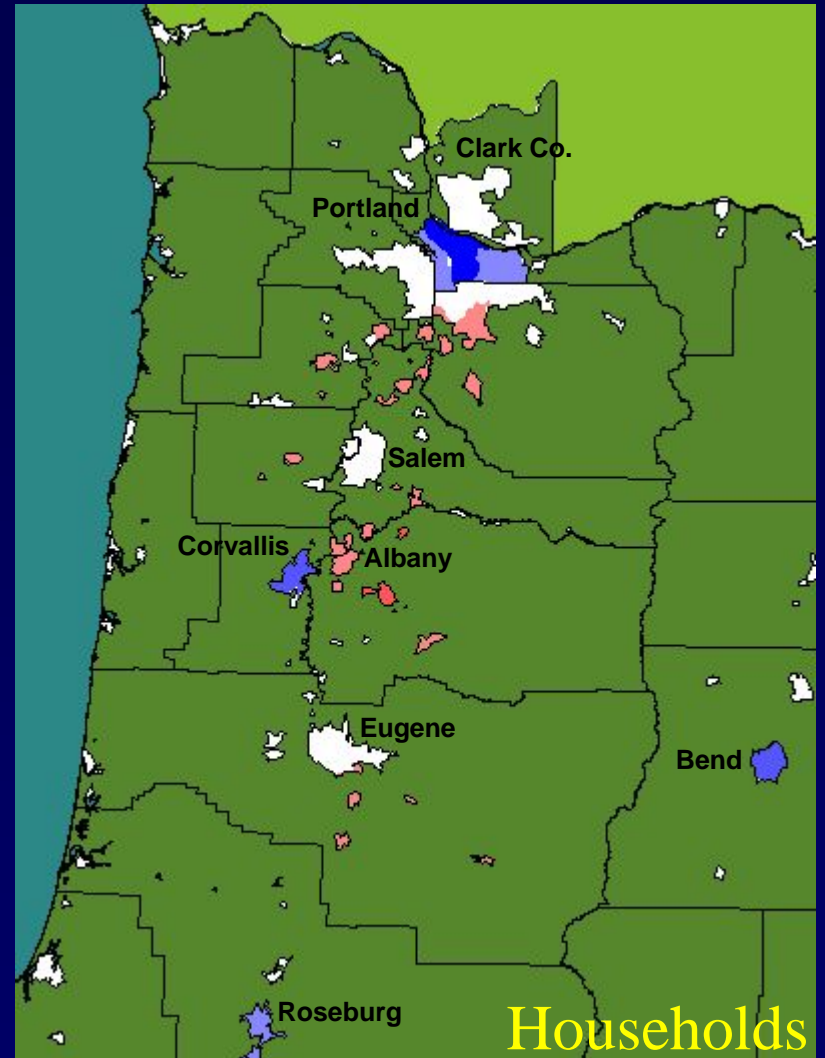 Clark Co.
Portland
Salem
Corvallis
Albany
Eugene
Bend
Roseburg
Households